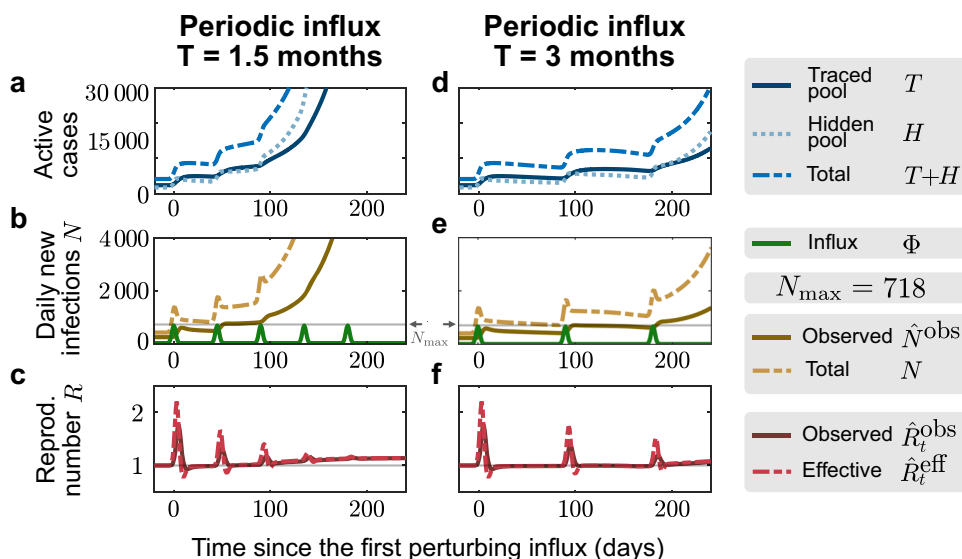 Periodic influx
T = 1.5 months
Periodic influx
T = 3 months
a
Active
cases
30 000
15 000
0
0
100
200
d
0
100
200
b
Daily new
infections N
4 000
2 000
0
0
100
200
N_max
e
0
100
200
c
Reprod.
number R
2
1
0
100
200
f
0
100
200
Time since the first perturbing influx (days)
Traced
pool T
Hidden
pool H
Total T+H
Influx Φ
N_max = 718
Observed N̂^obs
Total N
Observed R̂_t^obs
Effective R̂_t^eff